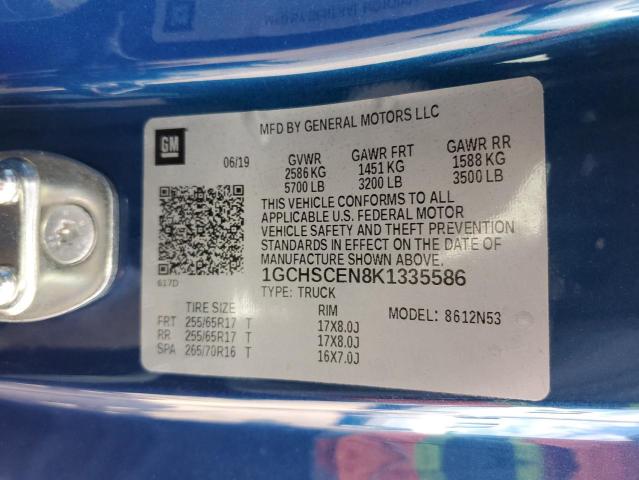 GM
MFD BY GENERAL MOTORS LLC
06/19 GVWR GAWR FRT GAWR RR
2586 KG 1451 KG 1588 KG
5700 LB 3200 LB 3500 LB
THIS VEHICLE CONFORMS TO ALL
APPLICABLE U.S. FEDERAL MOTOR
VEHICLE SAFETY AND THEFT PREVENTION
STANDARDS IN EFFECT ON THE DATE OF
MANUFACTURE SHOWN ABOVE.
617D
1GCHSCEN8K1335586
TYPE: TRUCK
MODEL: 8612N53
TIRE SIZE RIM
FRT 255/65R17 T 17X8.0J
RR 255/65R17 T 17X8.0J
SPA 265/70R16 T 16X7.0J